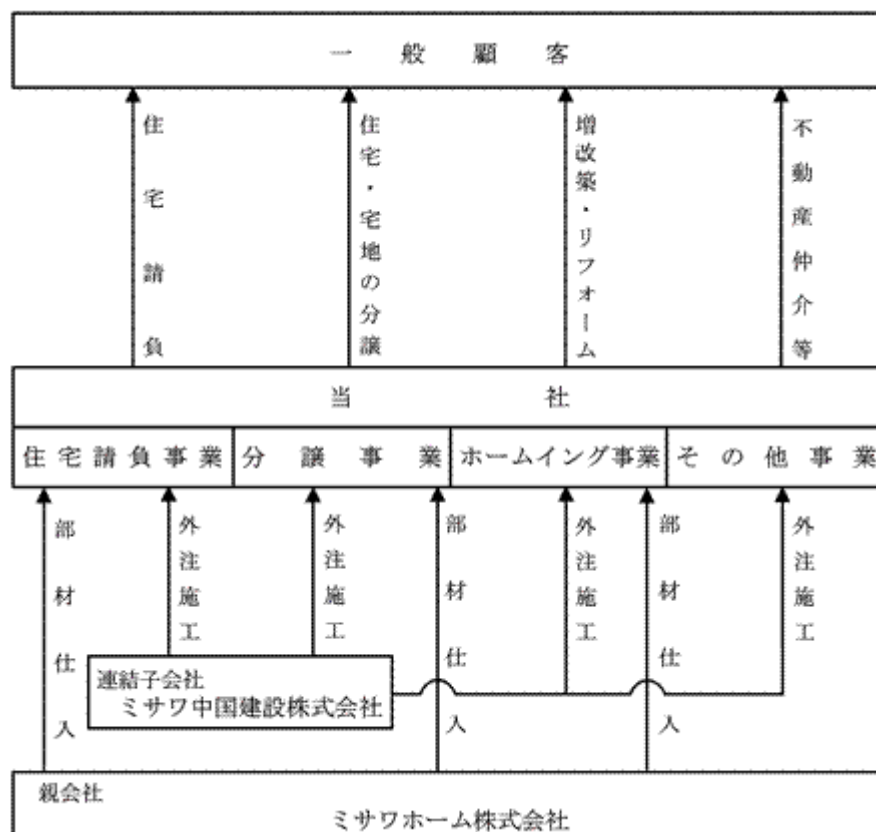 一般顧客
住宅請負
住宅・宅地の分譲
増改築・リフォーム
不動産仲介等
当社
住宅請負事業
分譲事業
ホームイング事業
その他事業
部材仕入
外注施工
外注施工
部材仕入
外注施工
部材仕入
外注施工
連結子会社
ミサワ中国建設株式会社
親会社
ミサワホーム株式会社